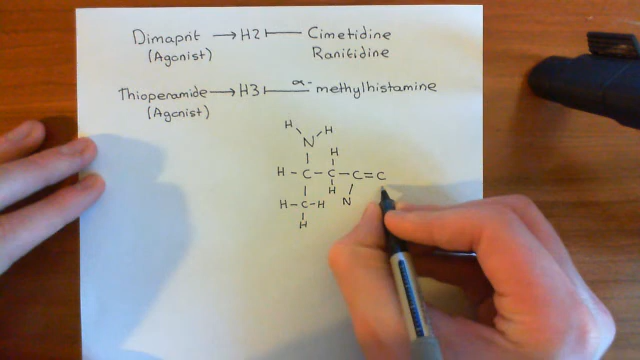 Dimaprit → H2 ⊢ Cimetidine
(Agonist) Ranitidine
Thioperamide → H3 ⊢ α- methylhistamine
(Agonist)
H H
N
H
H - C - C - C = C
H N
H - C - H
H